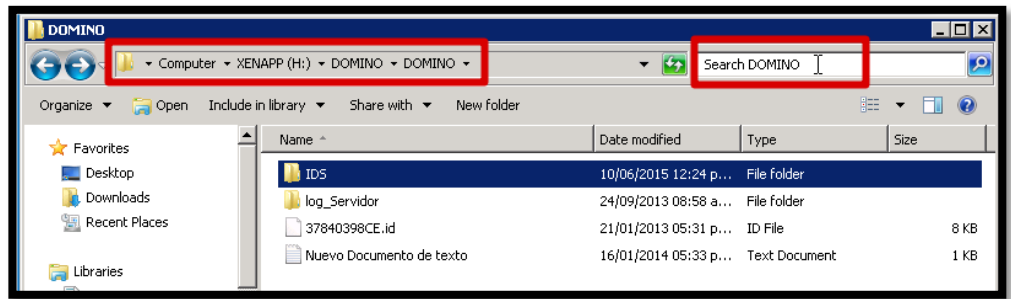 DOMINO
Computer XENAPP (H:) DOMINO DOMINO Search DOMINO
Organize Open Include in library Share with New folder
Favorites
Desktop
Downloads
Recent Places
Libraries
Name Date modified Type Size
IDS 10/06/2015 12:24 p... File folder
log_Servidor 24/09/2013 08:58 a... File folder
37840398CE.id 21/01/2013 05:31 p... ID File 8 KB
Nuevo Documento de texto 16/01/2014 05:33 p... Text Document 1 KB